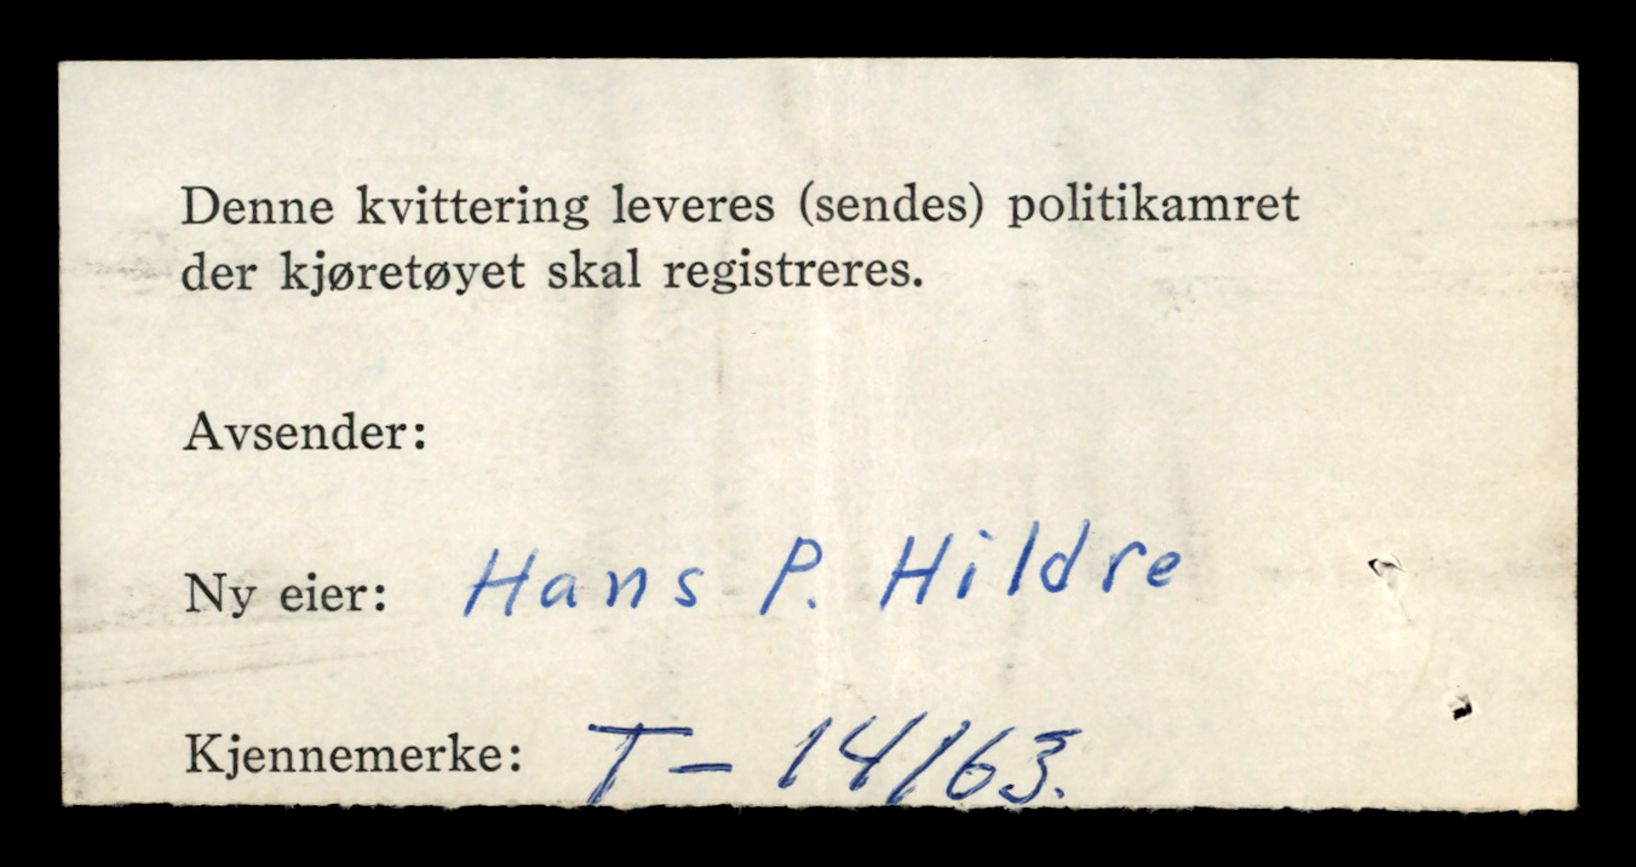 Denne kvittering leveres (sendes) politikamret
der kjøretøyet skal registreres.
Avsender:
Ny eier: Hans P. Hildre
Kjennemerke: T - 14163.